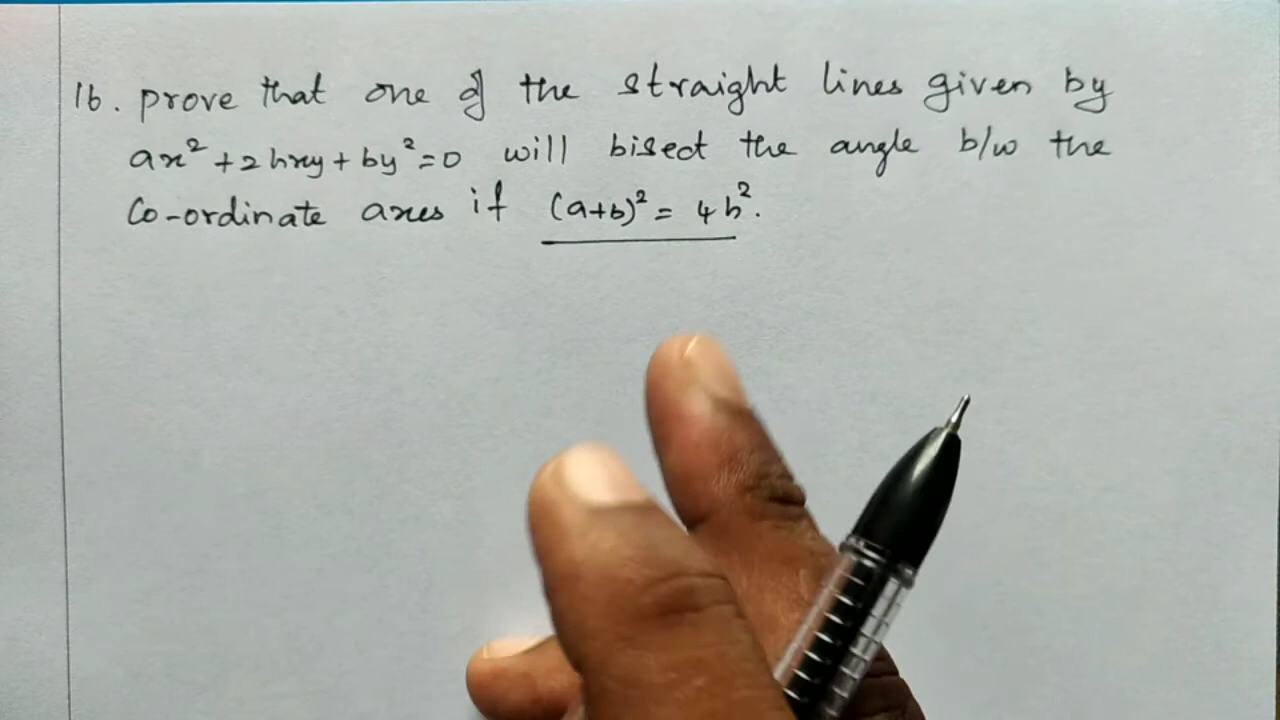 16. prove that one of the straight lines given by
ax² + 2hxy + by² = 0 will bisect the angle b/w the
Co-ordinate axes if (a+b)² = 4h².